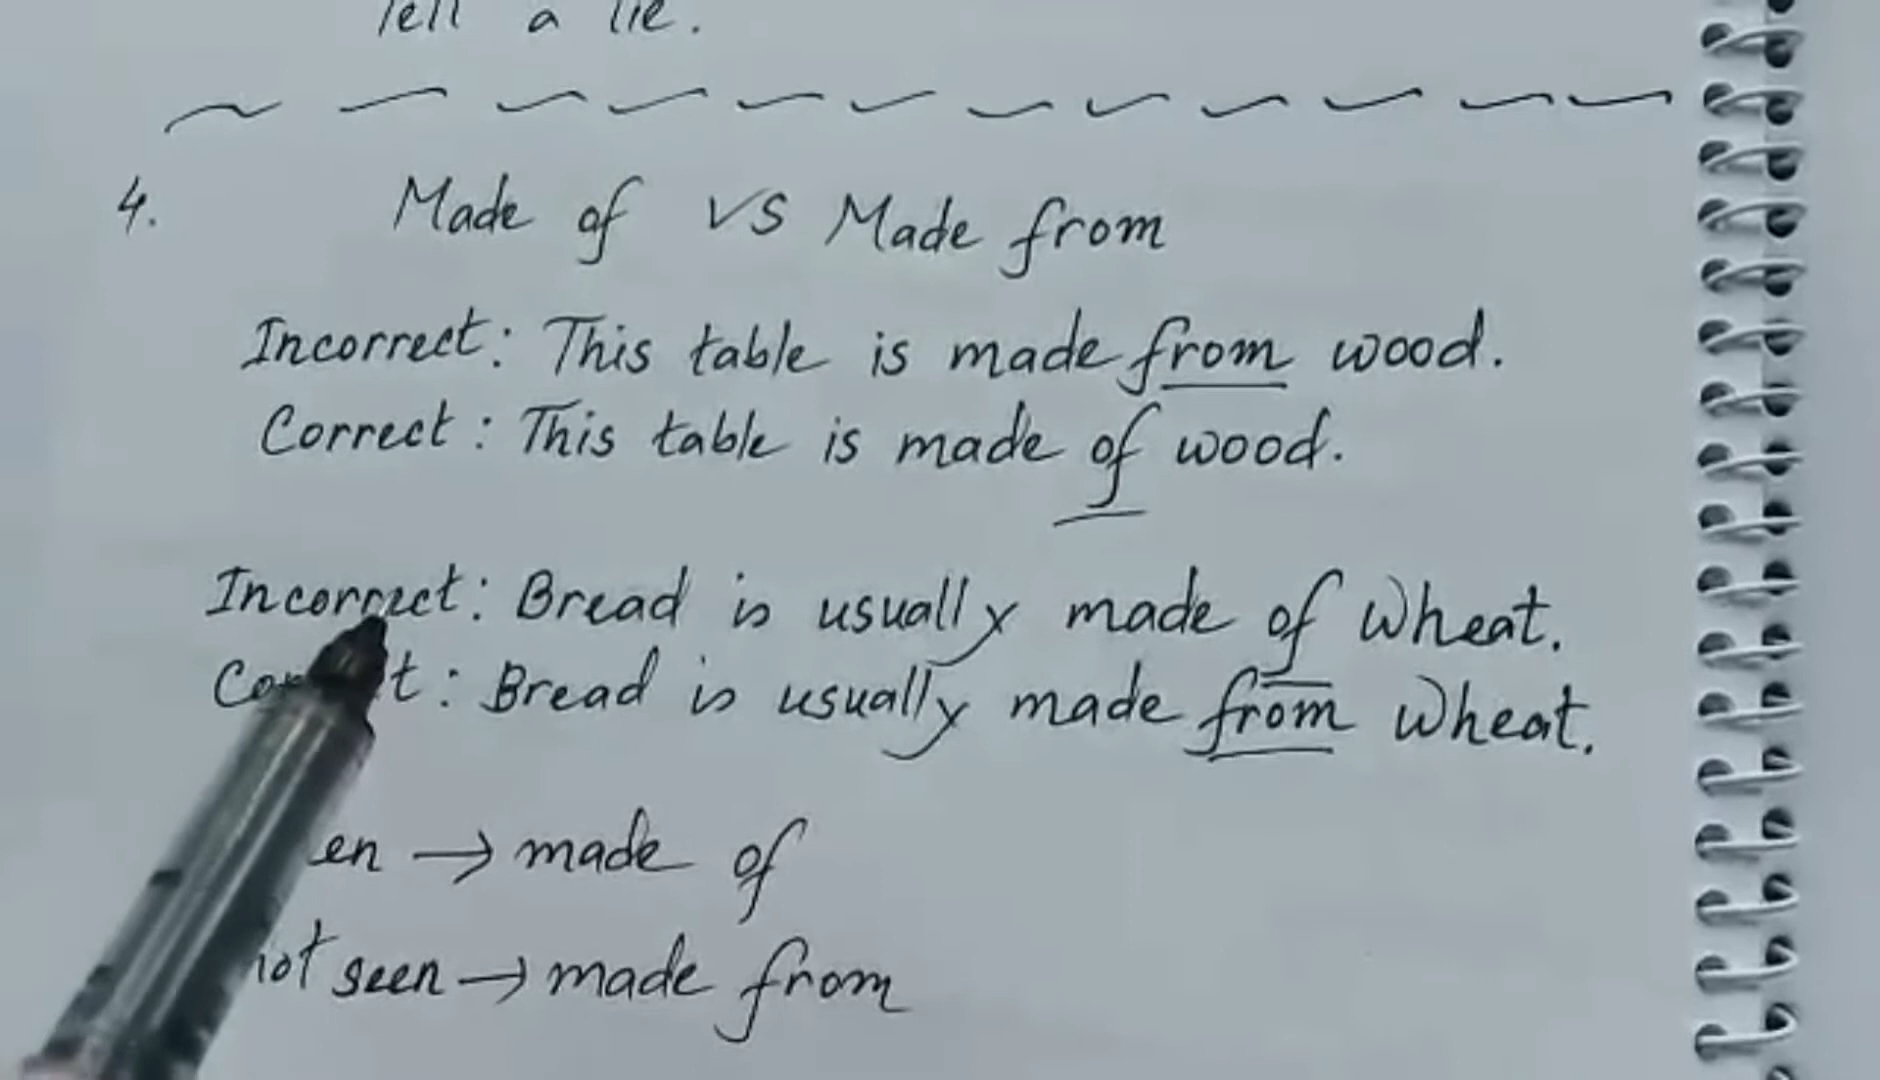 Tell a lie.
4. Made of vs Made from
Incorrect: This table is made from wood.
Correct: This table is made of wood.
Incorrect: Bread is usually made of wheat.
: Bread is usually made from wheat.
→ made of
not seen → made from